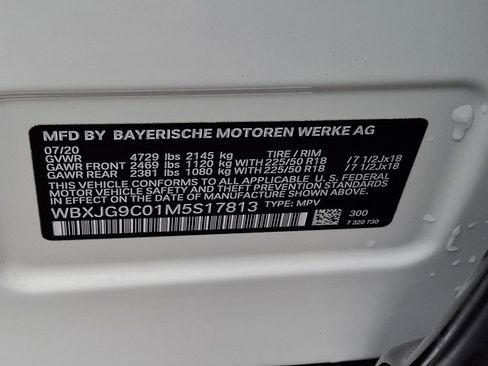 MFD BY BAYERISCHE MOTOREN WERKE AG
07/20
GVWR 4729 lbs 2145 kg TIRE / RIM
GAWR FRONT 2469 lbs 1120 kg WITH 225/50 R18 /7 1/2Jx18
GAWR REAR 2381 lbs 1080 kg WITH 225/50 R18 /7 1/2Jx18
THIS VEHICLE CONFORMS TO ALL APPLICABLE U.S. FEDERAL
MOTOR VEHICLE SAFETY STANDARDS
IN EFFECT ON THE DATE OF MANUFACTURE SHOWN ABOVE.
WBXJG9C01M5S17813 TYPE: MPV 300
7 320 730